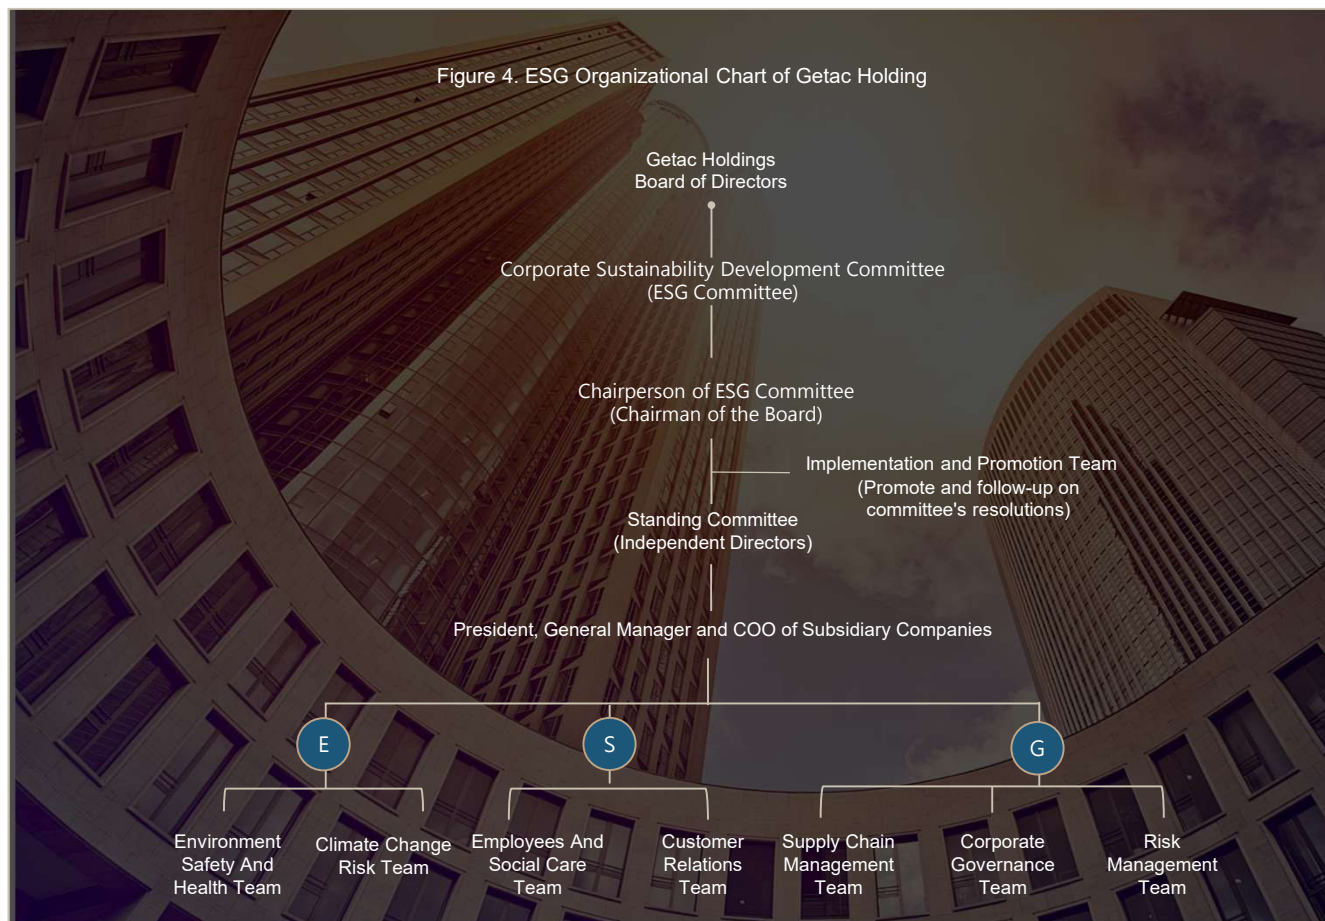 Figure 4. ESG Organizational Chart of Getac Holding
Getac Holdings
Board of Directors
Corporate Sustainability Development Committee
(ESG Committee)
Chairperson of ESG Committee
(Chairman of the Board)
Implementation and Promotion Team
(Promote and follow-up on
committee's resolutions)
Standing Committee
(Independent Directors)
President, General Manager and COO of Subsidiary Companies
E
S
G
Environment
Safety And
Health Team
Climate Change
Risk Team
Employees And
Social Care
Team
Customer
Relations
Team
Supply Chain
Management
Team
Corporate
Governance
Team
Risk
Management
Team